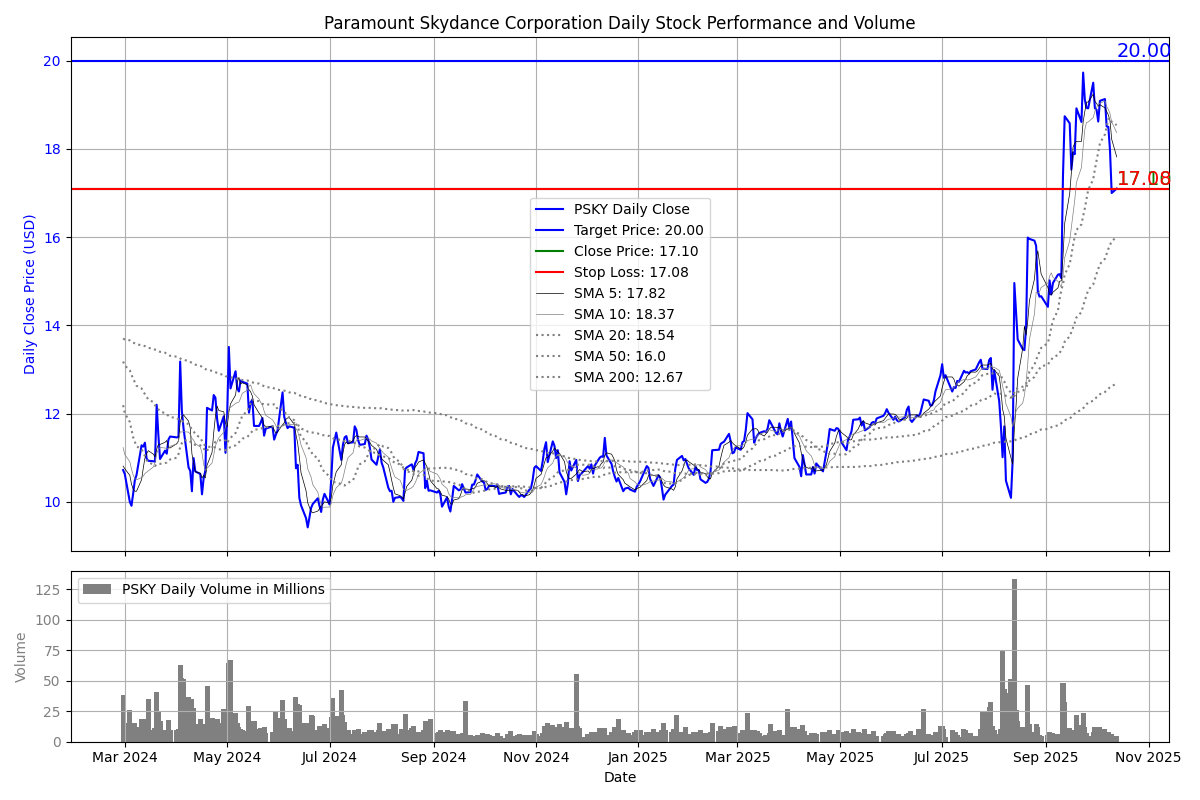 Paramount Skydance Corporation Daily Stock Performance and Volume
20.00
17.08
20
18
16
14
12
10
Daily Close Price (USD)
PSKY Daily Close
Target Price: 20.00
Close Price: 17.10
Stop Loss: 17.08
SMA 5: 17.82
SMA 10: 18.37
SMA 20: 18.54
SMA 50: 16.0
SMA 200: 12.67
PSKY Daily Volume in Millions
125
100
75
50
25
0
Volume
Mar 2024 May 2024 Jul 2024 Sep 2024 Nov 2024 Jan 2025 Mar 2025 May 2025 Jul 2025 Sep 2025 Nov 2025
Date